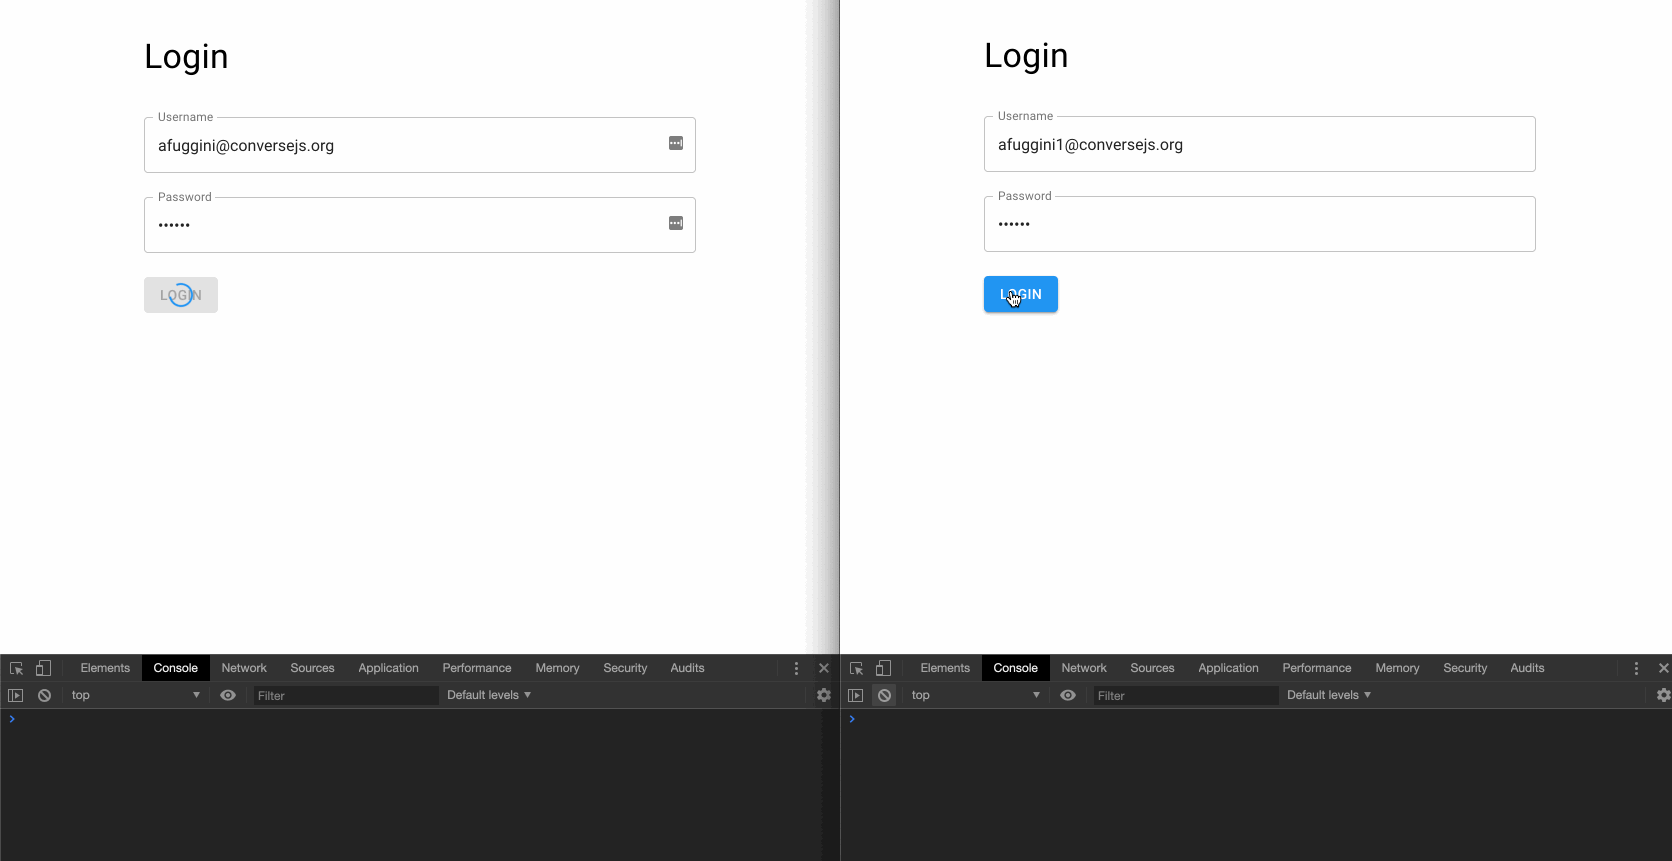 Login
Username
afuggini@conversejs.org
Password
••••••
LOGIN
Elements Console Network Sources Application Performance Memory Security Audits
top Filter Default levels
Login
Username
afuggini1@conversejs.org
Password
••••••
LOGIN
Elements Console Network Sources Application Performance Memory Security Audits
top Filter Default levels